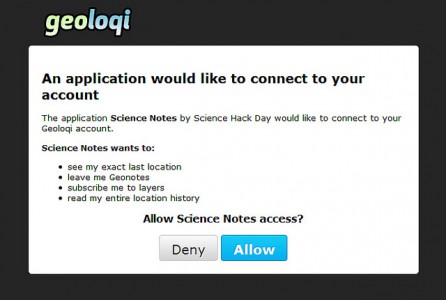 geoloqi
An application would like to connect to your
account
The application Science Notes by Science Hack Day would like to connect to your
Geoloqi account.
Science Notes wants to:
• see my exact last location
• leave me Geonotes
• subscribe me to layers
• read my entire location history
Allow Science Notes access?
Deny Allow